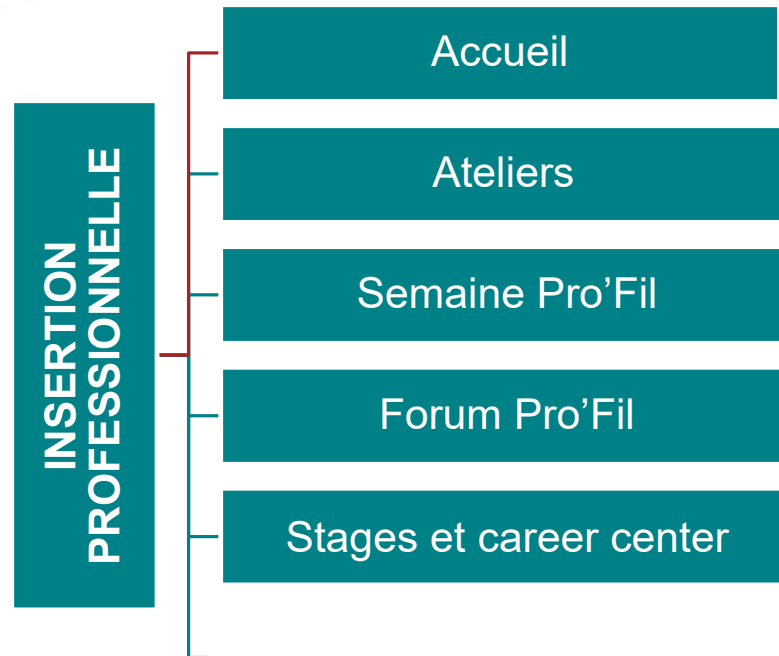 INSERTION
PROFESSIONNELLE
Accueil
Ateliers
Semaine Pro’Fil
Forum Pro’Fil
Stages et career center